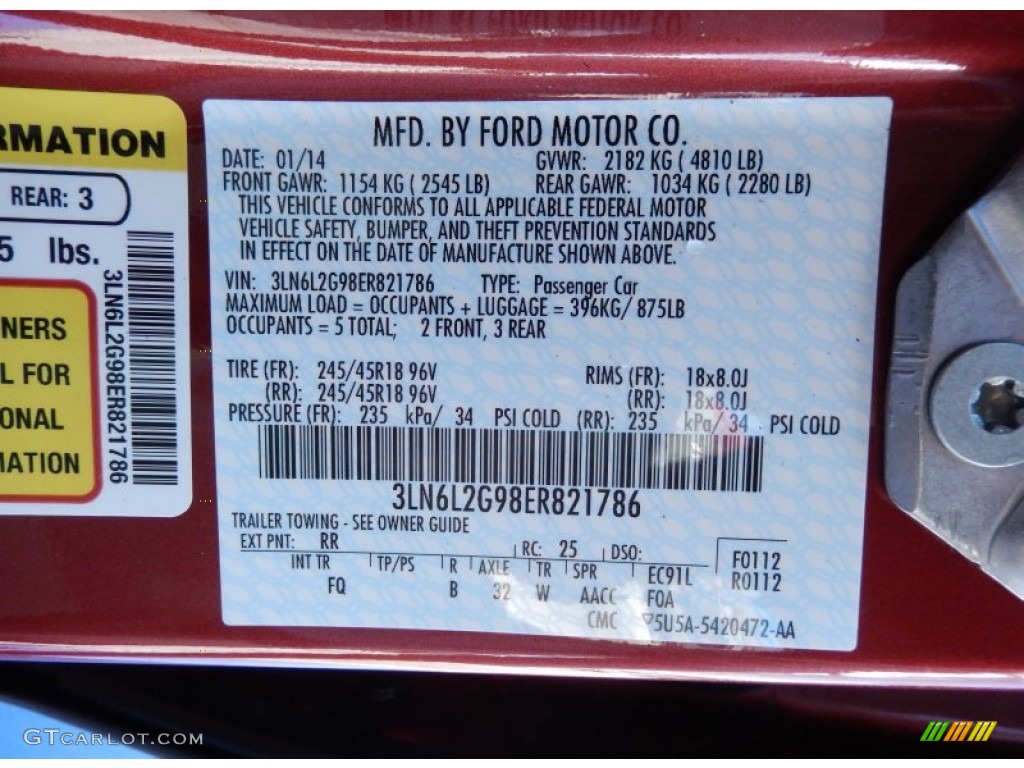 RMATION
REAR: 3
5 lbs.
NERS
L FOR
ONAL
MATION
3LN6L2G98ER821786
MFD. BY FORD MOTOR CO.
DATE: 01/14 GVWR: 2182 KG ( 4810 LB)
FRONT GAWR: 1154 KG ( 2545 LB) REAR GAWR: 1034 KG ( 2280 LB)
THIS VEHICLE CONFORMS TO ALL APPLICABLE FEDERAL MOTOR
VEHICLE SAFETY, BUMPER, AND THEFT PREVENTION STANDARDS
IN EFFECT ON THE DATE OF MANUFACTURE SHOWN ABOVE.
VIN: 3LN6L2G98ER821786 TYPE: Passenger Car
MAXIMUM LOAD = OCCUPANTS + LUGGAGE = 396KG/ 875LB
OCCUPANTS = 5 TOTAL; 2 FRONT, 3 REAR
TIRE (FR): 245/45R18 96V RIMS (FR): 18x8.0J
(RR): 245/45R18 96V (RR): 18x8.0J
PRESSURE (FR): 235 kPa/ 34 PSI COLD (RR): 235 kPa/ 34 PSI COLD
3LN6L2G98ER821786
TRAILER TOWING - SEE OWNER GUIDE
EXT PNT: RR RC: 25 DSO: F0112
INT TR TP/PS R AXLE TR SPR EC91L R0112
FQ B 32 W AACC FOA
CMC 5U5A-5420472-AA
GTCARLOT.COM